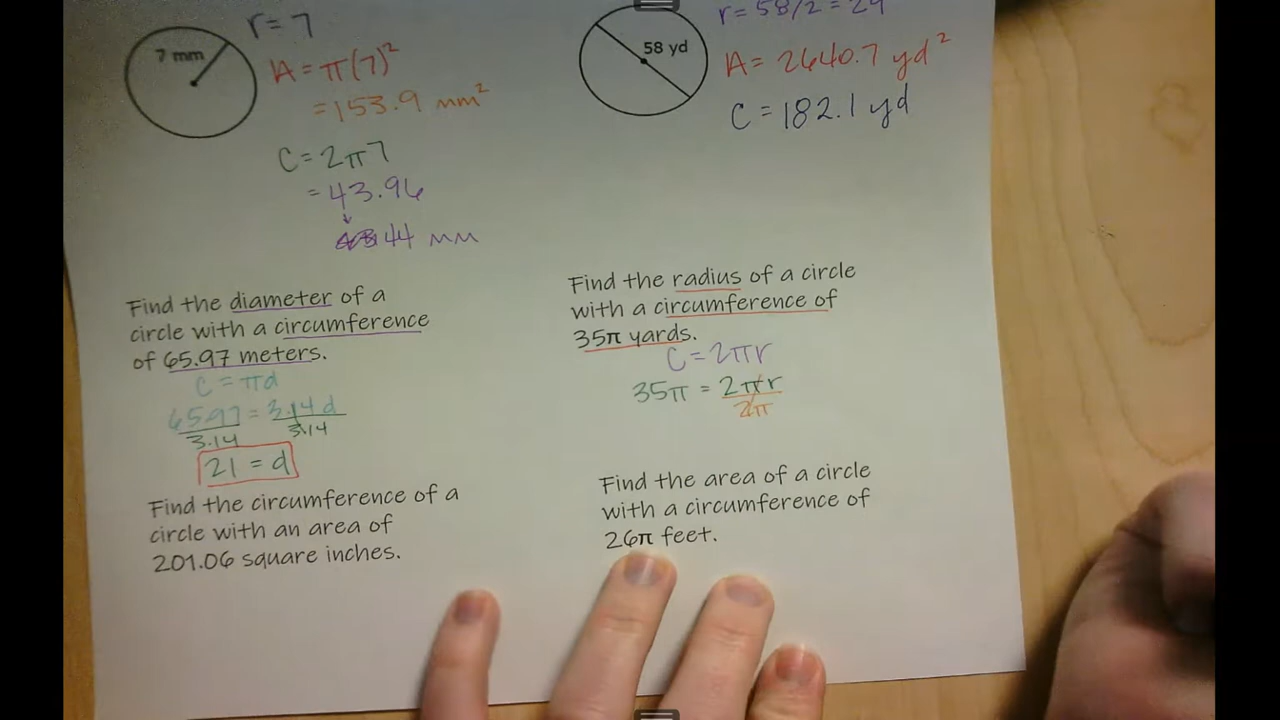 7 mm
r = 7
A = π(7)²
= 153.9 mm²
C = 2π7
= 43.96
44 mm
58 yd
r = 58/2 = 29
A = 2640.7 yd²
C = 182.1 yd
Find the diameter of a
circle with a circumference
of 65.97 meters.
C = πd
65.97 = 3.14 d
3.14 3.14
21 = d
Find the radius of a circle
with a circumference of
35π yards.
C = 2πr
35π = 2πr
2π
Find the circumference of a
circle with an area of
201.06 square inches.
Find the area of a circle
with a circumference of
26π feet.